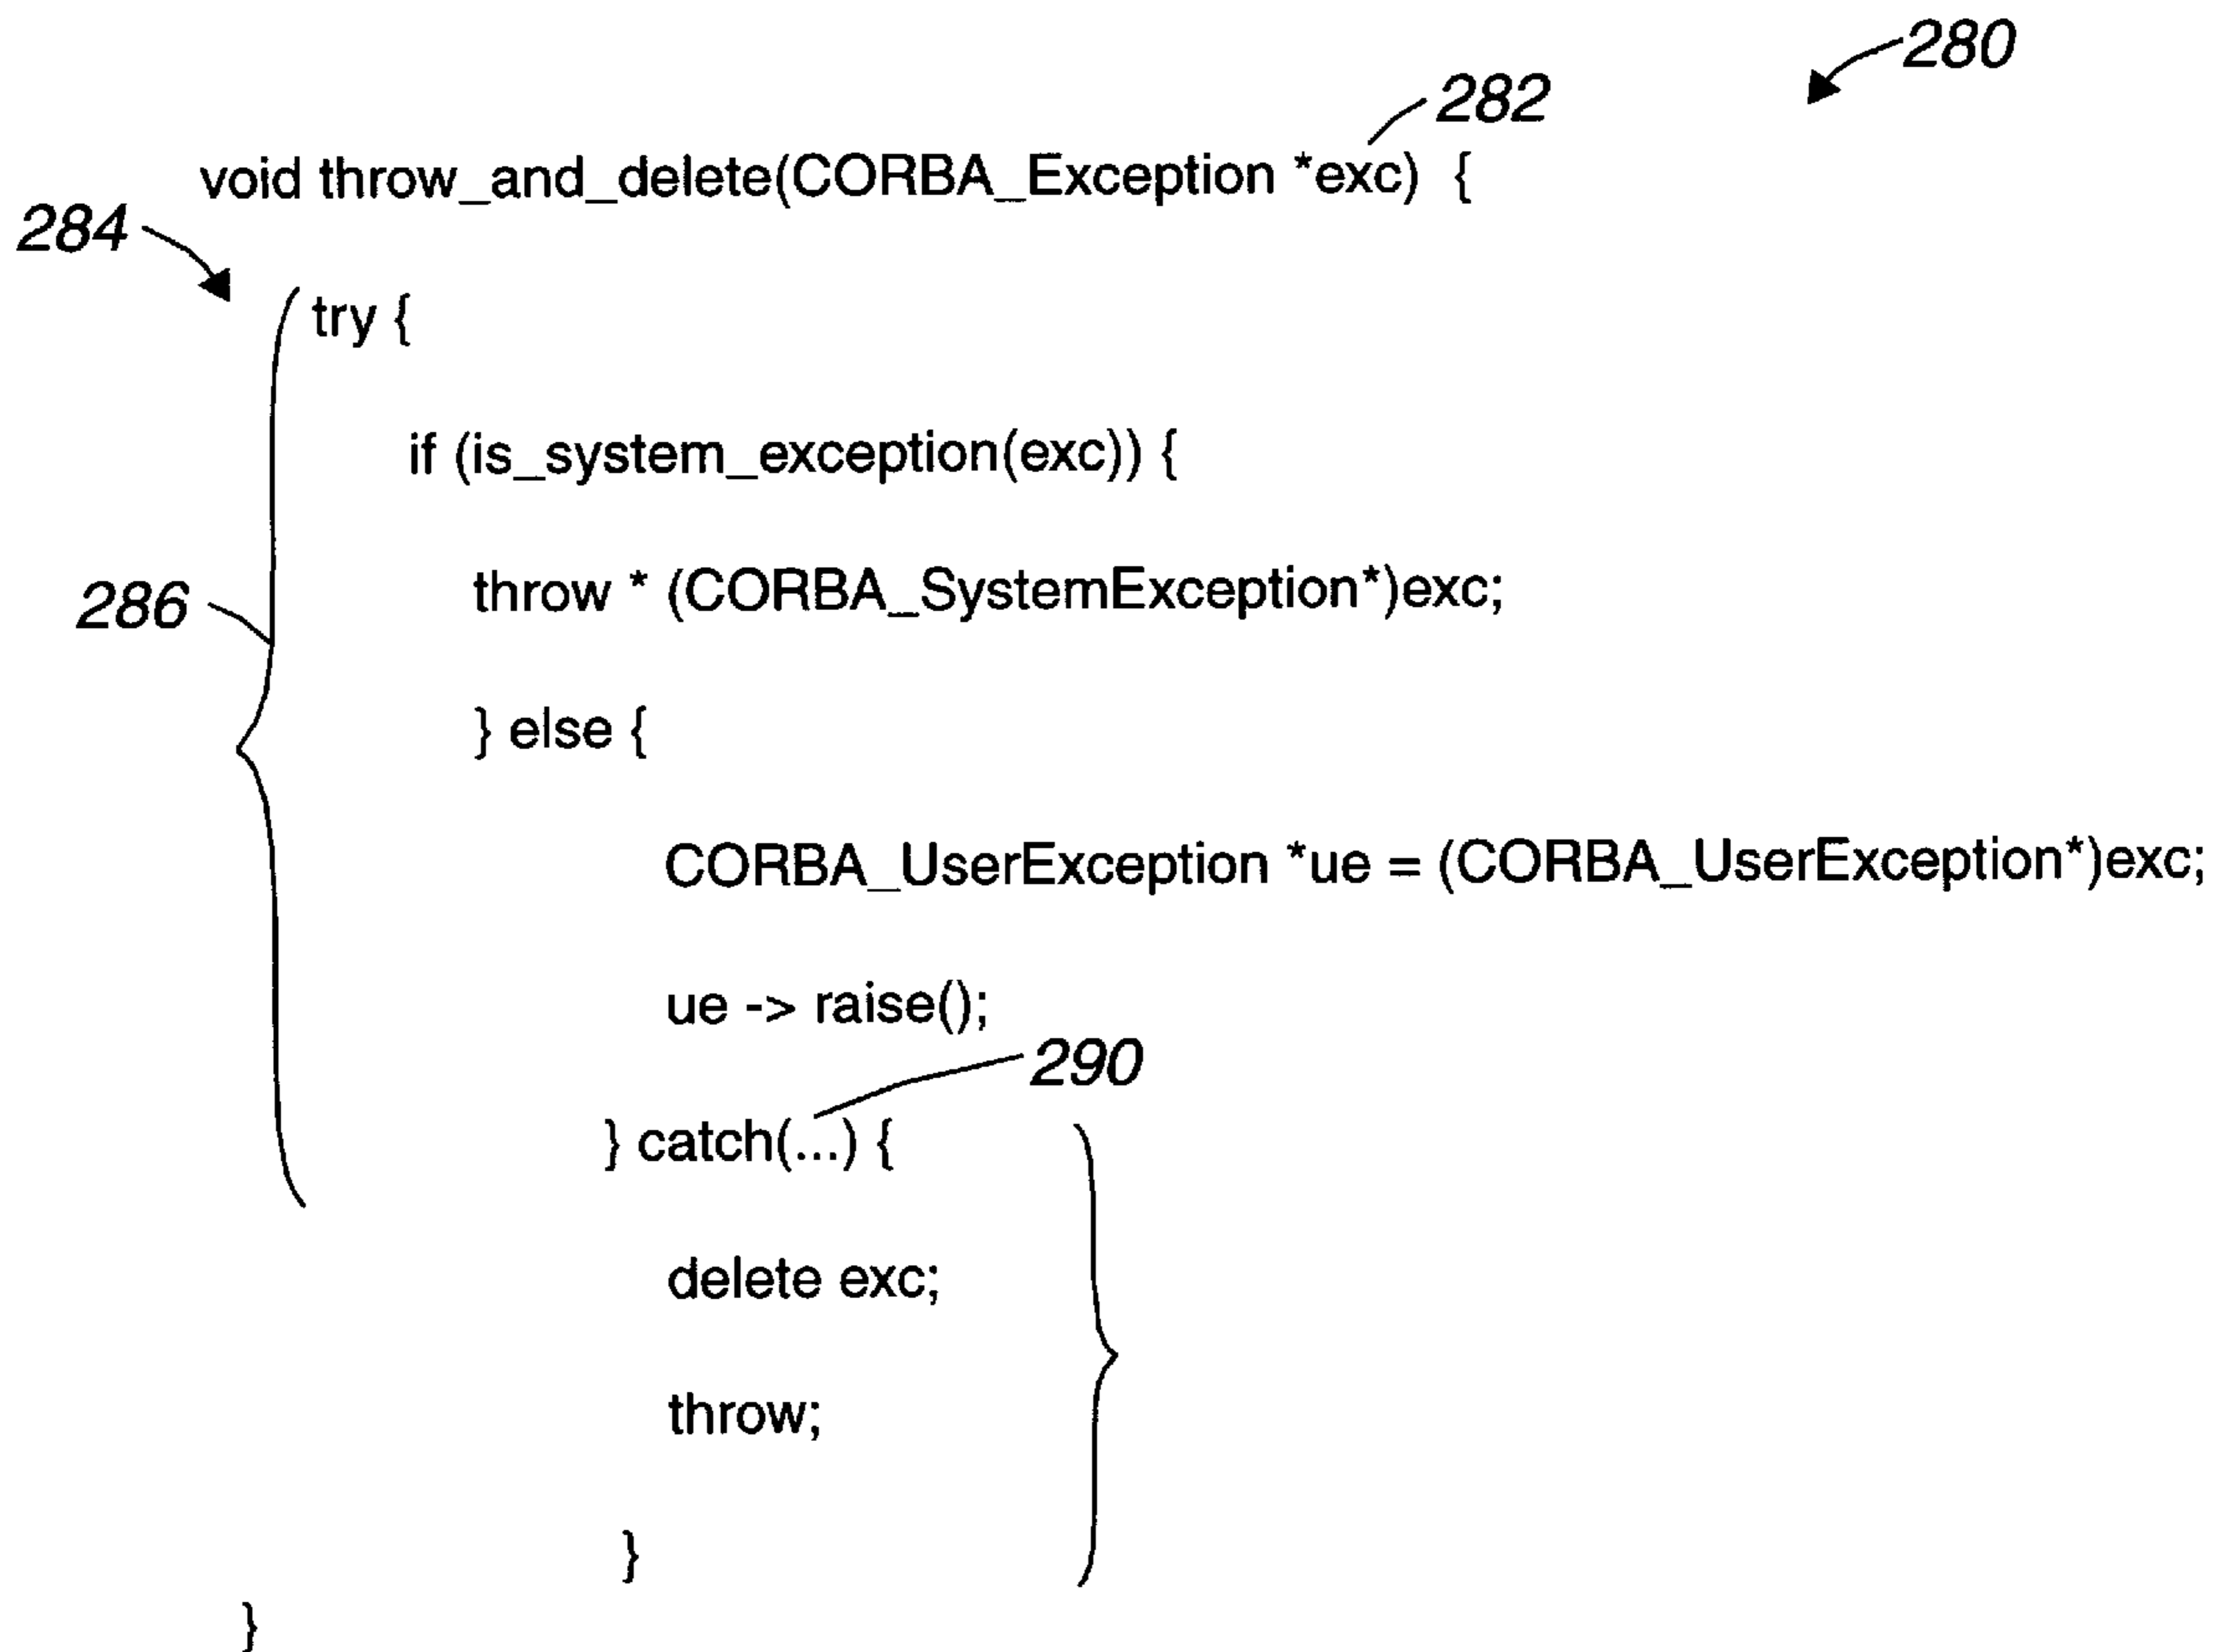 280
282
void throw_and_delete(CORBA_Exception *exc) {
284
try {
if (is_system_exception(exc)) {
286
throw * (CORBA_SystemException*)exc;
} else {
CORBA_UserException *ue = (CORBA_UserException*)exc;
ue -> raise();
290
} catch(...) {
delete exc;
throw;
}
}